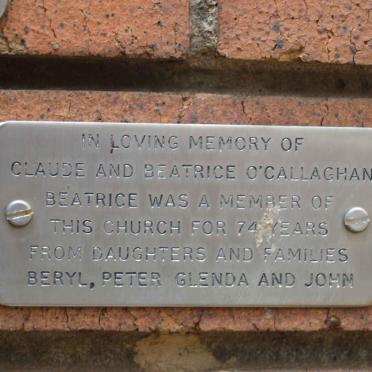 IN LOVING MEMORY OF
CLAUDE AND BEATRICE O'CALLAGHAN
BEATRICE WAS A MEMBER OF
THIS CHURCH FOR 74 YEARS
FROM DAUGHTERS AND FAMILIES
BERYL, PETER GLENDA AND JOHN